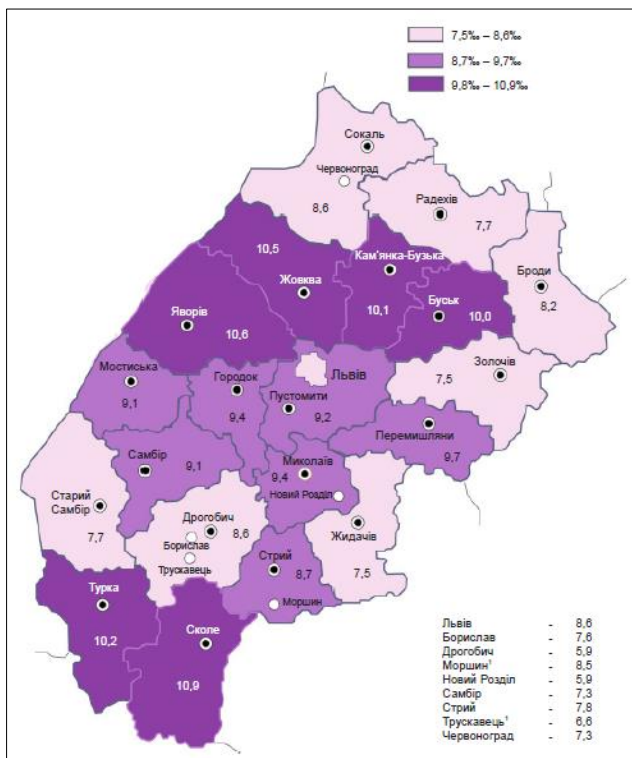 7,5‰ – 8,6‰
8,7‰ – 9,7‰
9,8‰ – 10,9‰
Сокаль
Червоноград
8,6
Радехів
7,7
10,5
Жовква
Кам'янка-Бузька
10,1
Броди
8,2
Буськ
10,0
Яворів
10,6
Львів
Золочів
7,5
Мостиська
9,1
Городок
9,4
Пустомити
9,2
Перемишляни
9,7
Самбір
9,1
Миколаїв
9,4
Новий Розділ
Старий
Самбір
7,7
Дрогобич
8,6
Борислав
Трускавець
Жидачів
7,5
Стрий
8,7
Моршин
Турка
10,2
Сколе
10,9
Львів - 8,6
Борислав - 7,6
Дрогобич - 5,9
Моршин¹ - 8,5
Новий Розділ - 5,9
Самбір - 7,3
Стрий - 7,8
Трускавець¹ - 6,6
Червоноград - 7,3